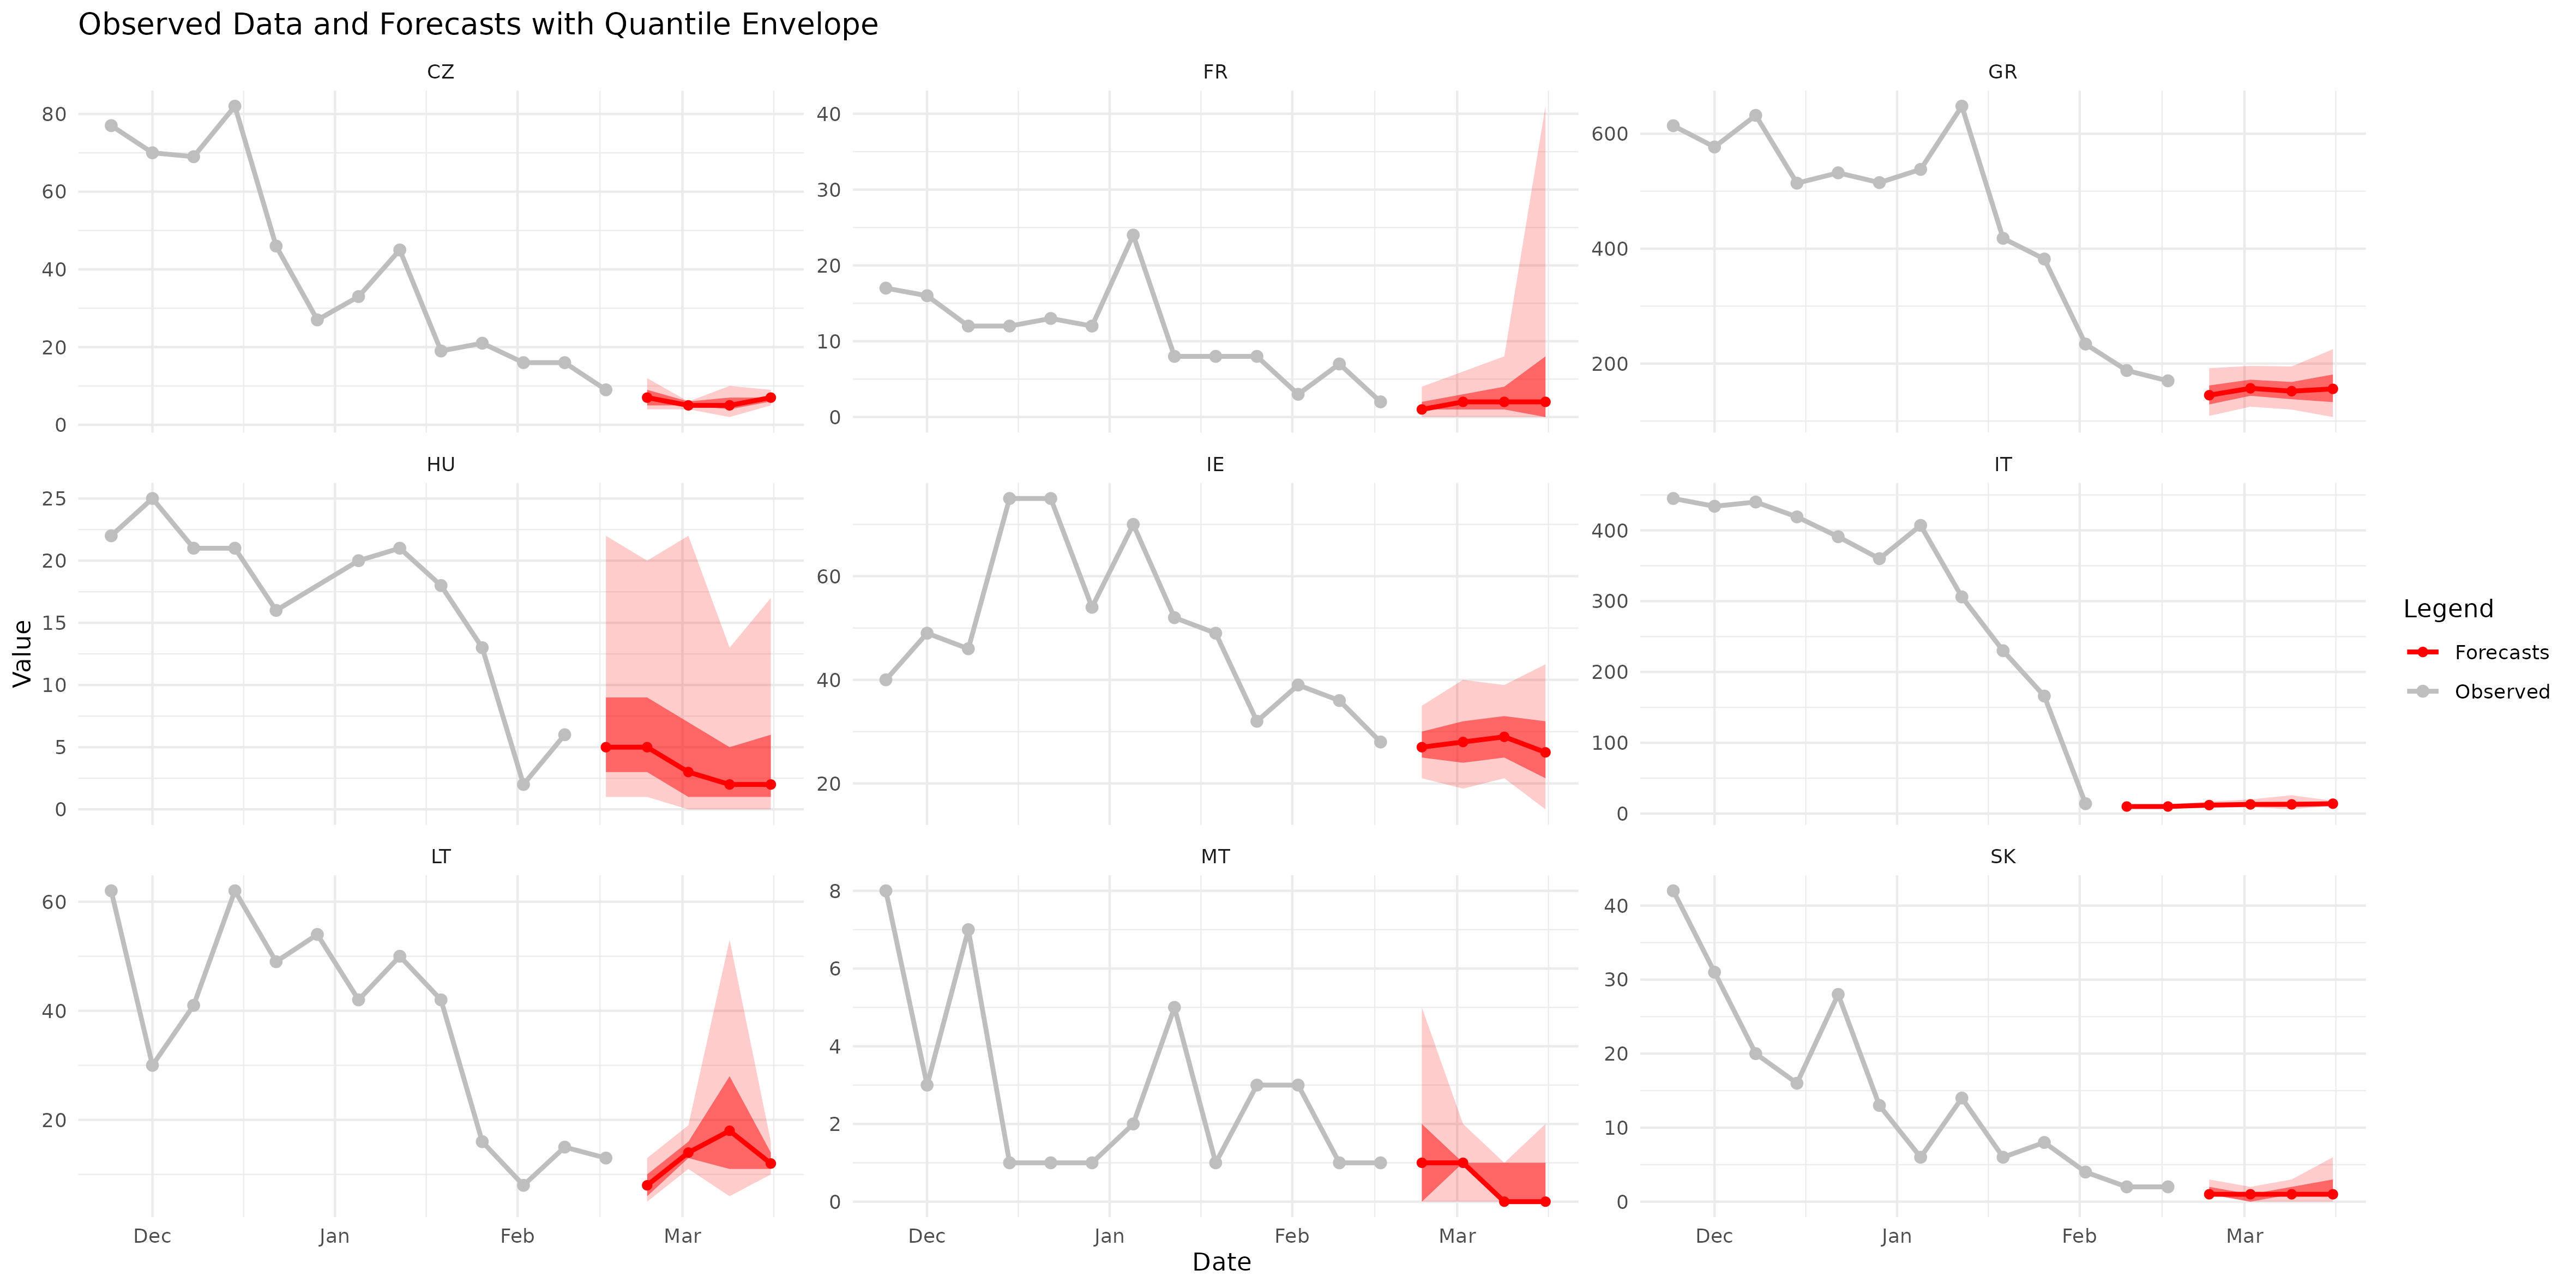 Observed Data and Forecasts with Quantile Envelope
CZ
FR
GR
80
60
40
20
0
40
30
20
10
0
600
400
200
HU
IE
IT
25
20
15
10
5
0
60
40
20
400
300
200
100
0
LT
MT
SK
60
40
20
8
6
4
2
0
40
30
20
10
0
Dec Jan Feb Mar
Dec Jan Feb Mar
Dec Jan Feb Mar
Value
Date
Legend
Forecasts
Observed